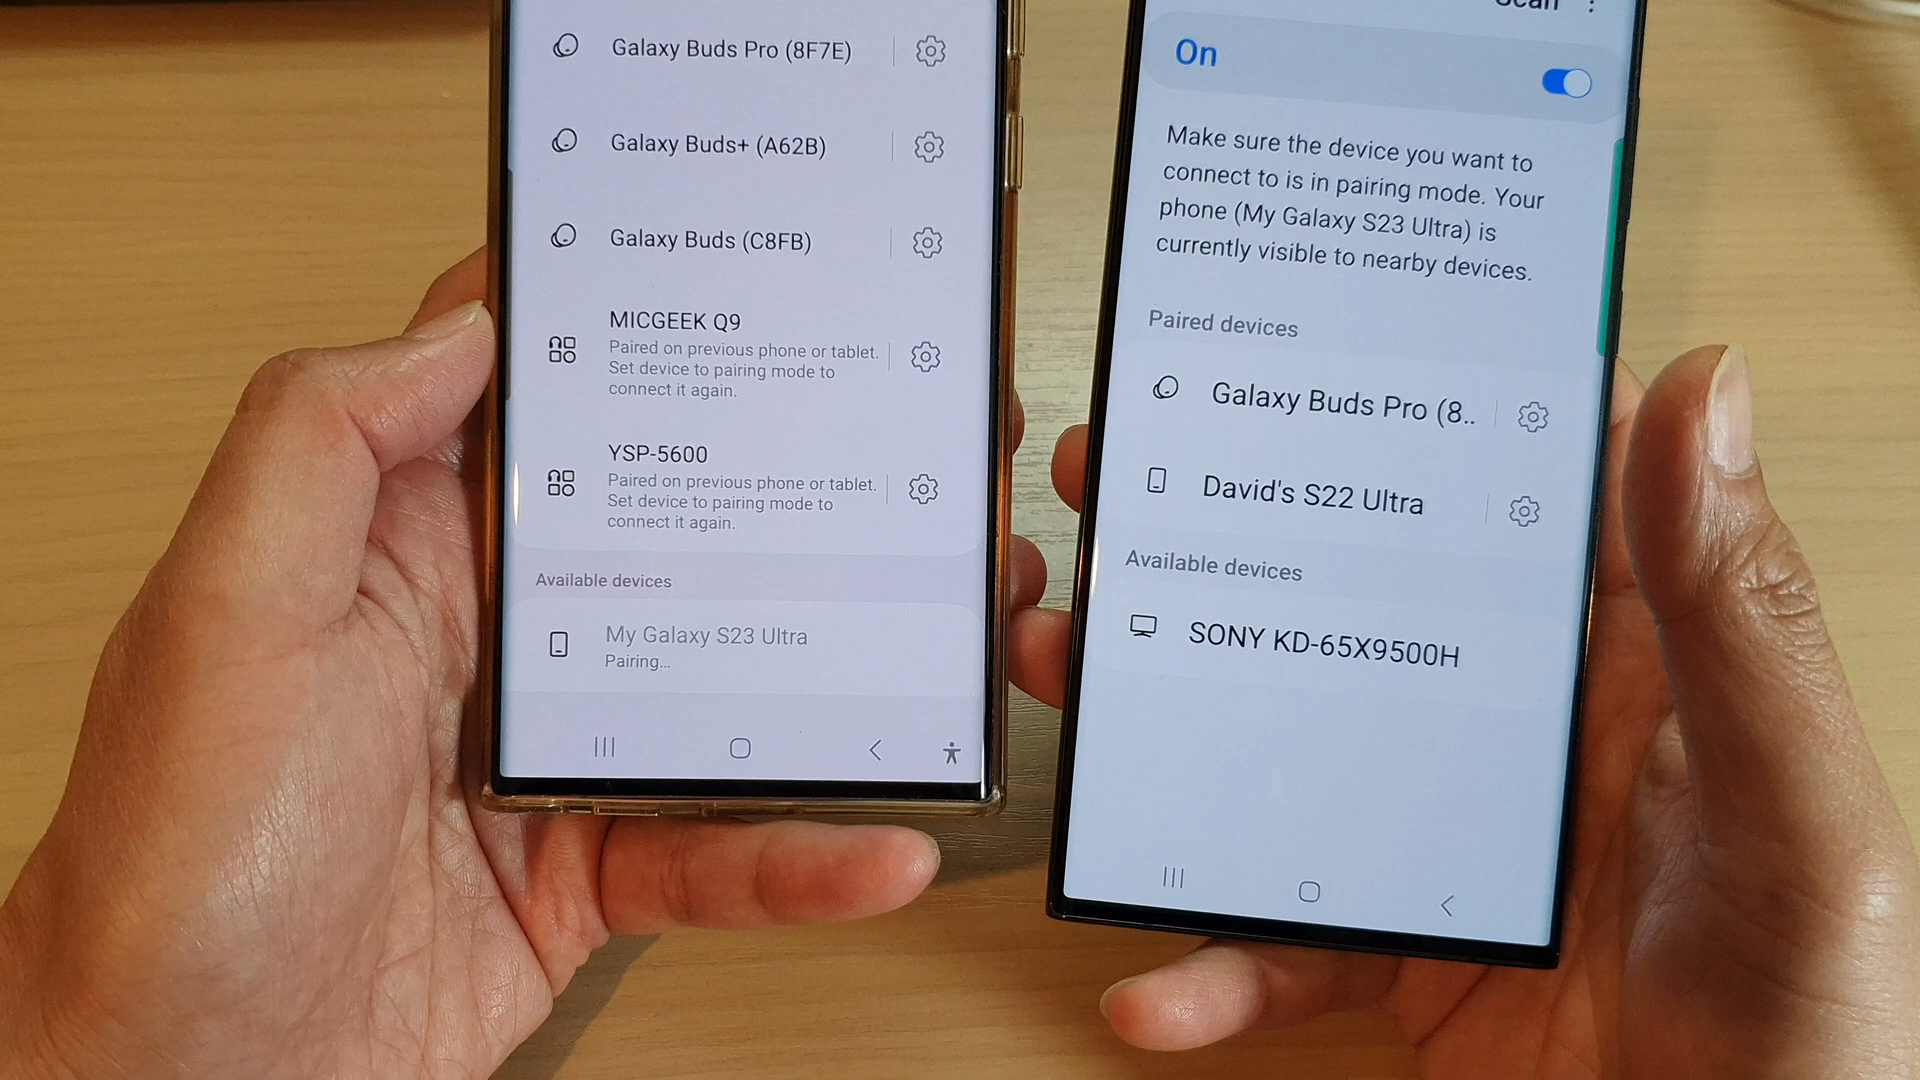 Galaxy Buds Pro (8F7E)
Galaxy Buds+ (A62B)
Galaxy Buds (C8FB)
MICGEEK Q9
Paired on previous phone or tablet.
Set device to pairing mode to
connect it again.
YSP-5600
Paired on previous phone or tablet.
Set device to pairing mode to
connect it again.
Available devices
My Galaxy S23 Ultra
Pairing...
Scan
On
Make sure the device you want to
connect to is in pairing mode. Your
phone (My Galaxy S23 Ultra) is
currently visible to nearby devices.
Paired devices
Galaxy Buds Pro (8..
David's S22 Ultra
Available devices
SONY KD-65X9500H